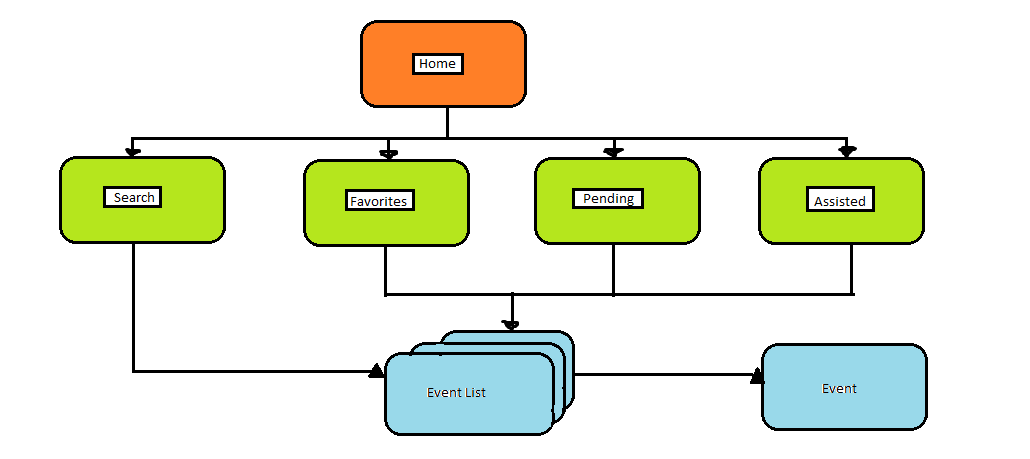 Home
Search
Favorites
Pending
Assisted
Event List
Event